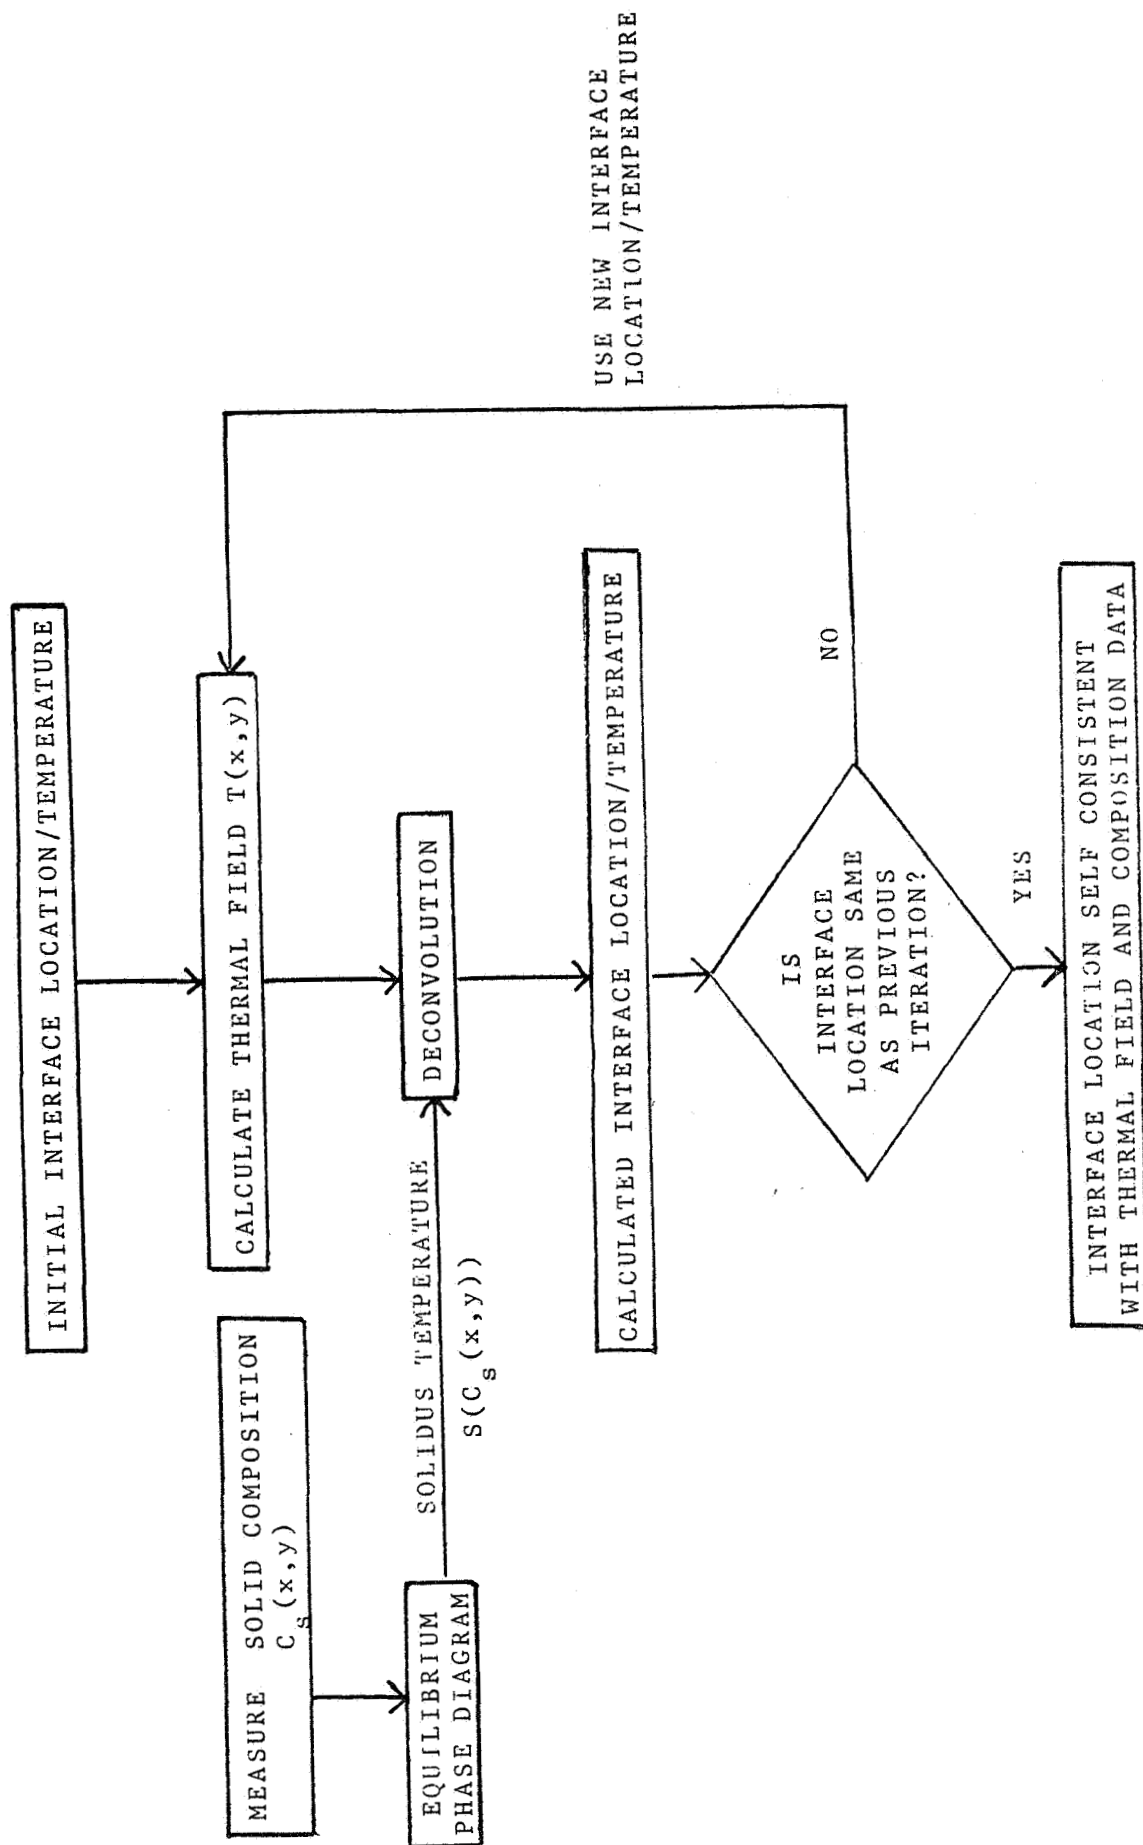 INITIAL INTERFACE LOCATION/TEMPERATURE
MEASURE SOLID COMPOSITION
C_s(x,y)
CALCULATE THERMAL FIELD T(x,y)
EQUILIBRIUM
PHASE DIAGRAM
SOLIDUS TEMPERATURE
S(C_s(x,y))
DECONVOLUTION
CALCULATED INTERFACE LOCATION/TEMPERATURE
USE NEW INTERFACE
LOCATION/TEMPERATURE
IS
INTERFACE
LOCATION SAME
AS PREVIOUS
ITERATION?
NO
YES
INTERFACE LOCATION SELF CONSISTENT
WITH THERMAL FIELD AND COMPOSITION DATA